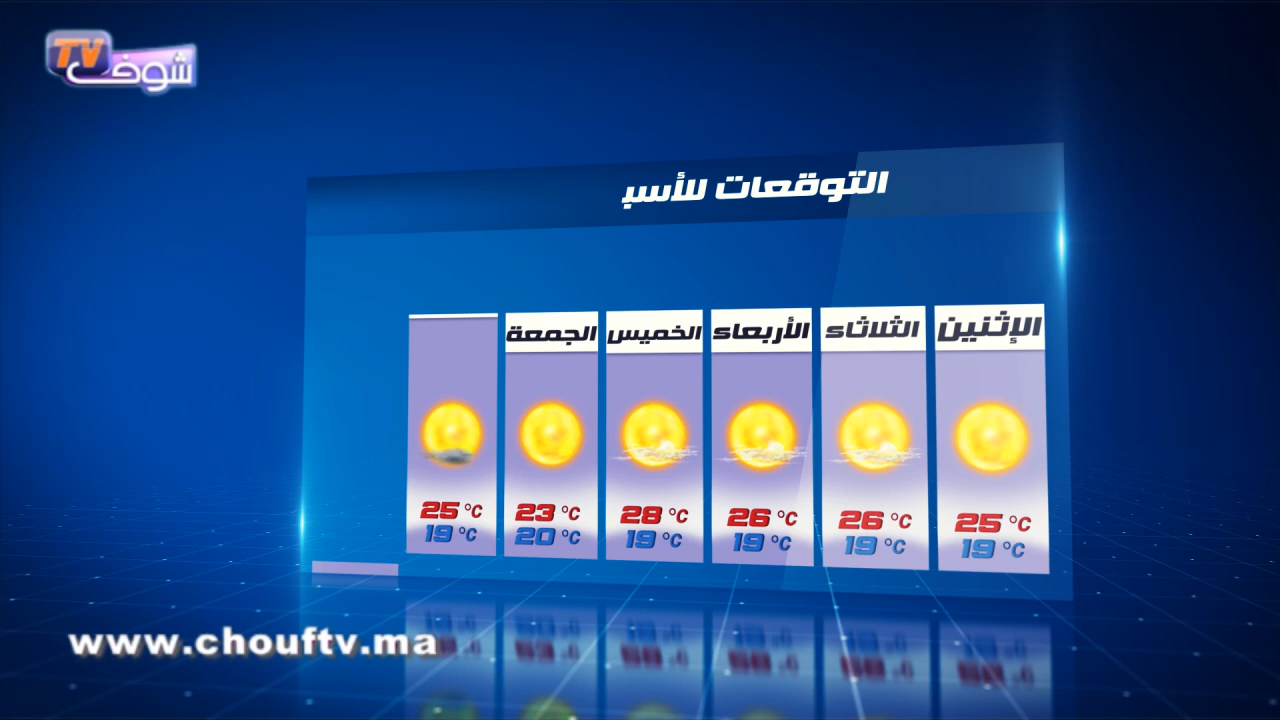 TV شوف
التوقعات للأسب
الإثنين الثلاثاء الأربعاء الخميس الجمعة
25 °C 26 °C 26 °C 28 °C 23 °C 25 °C
19 °C 19 °C 19 °C 19 °C 20 °C 19 °C
www.chouftv.ma